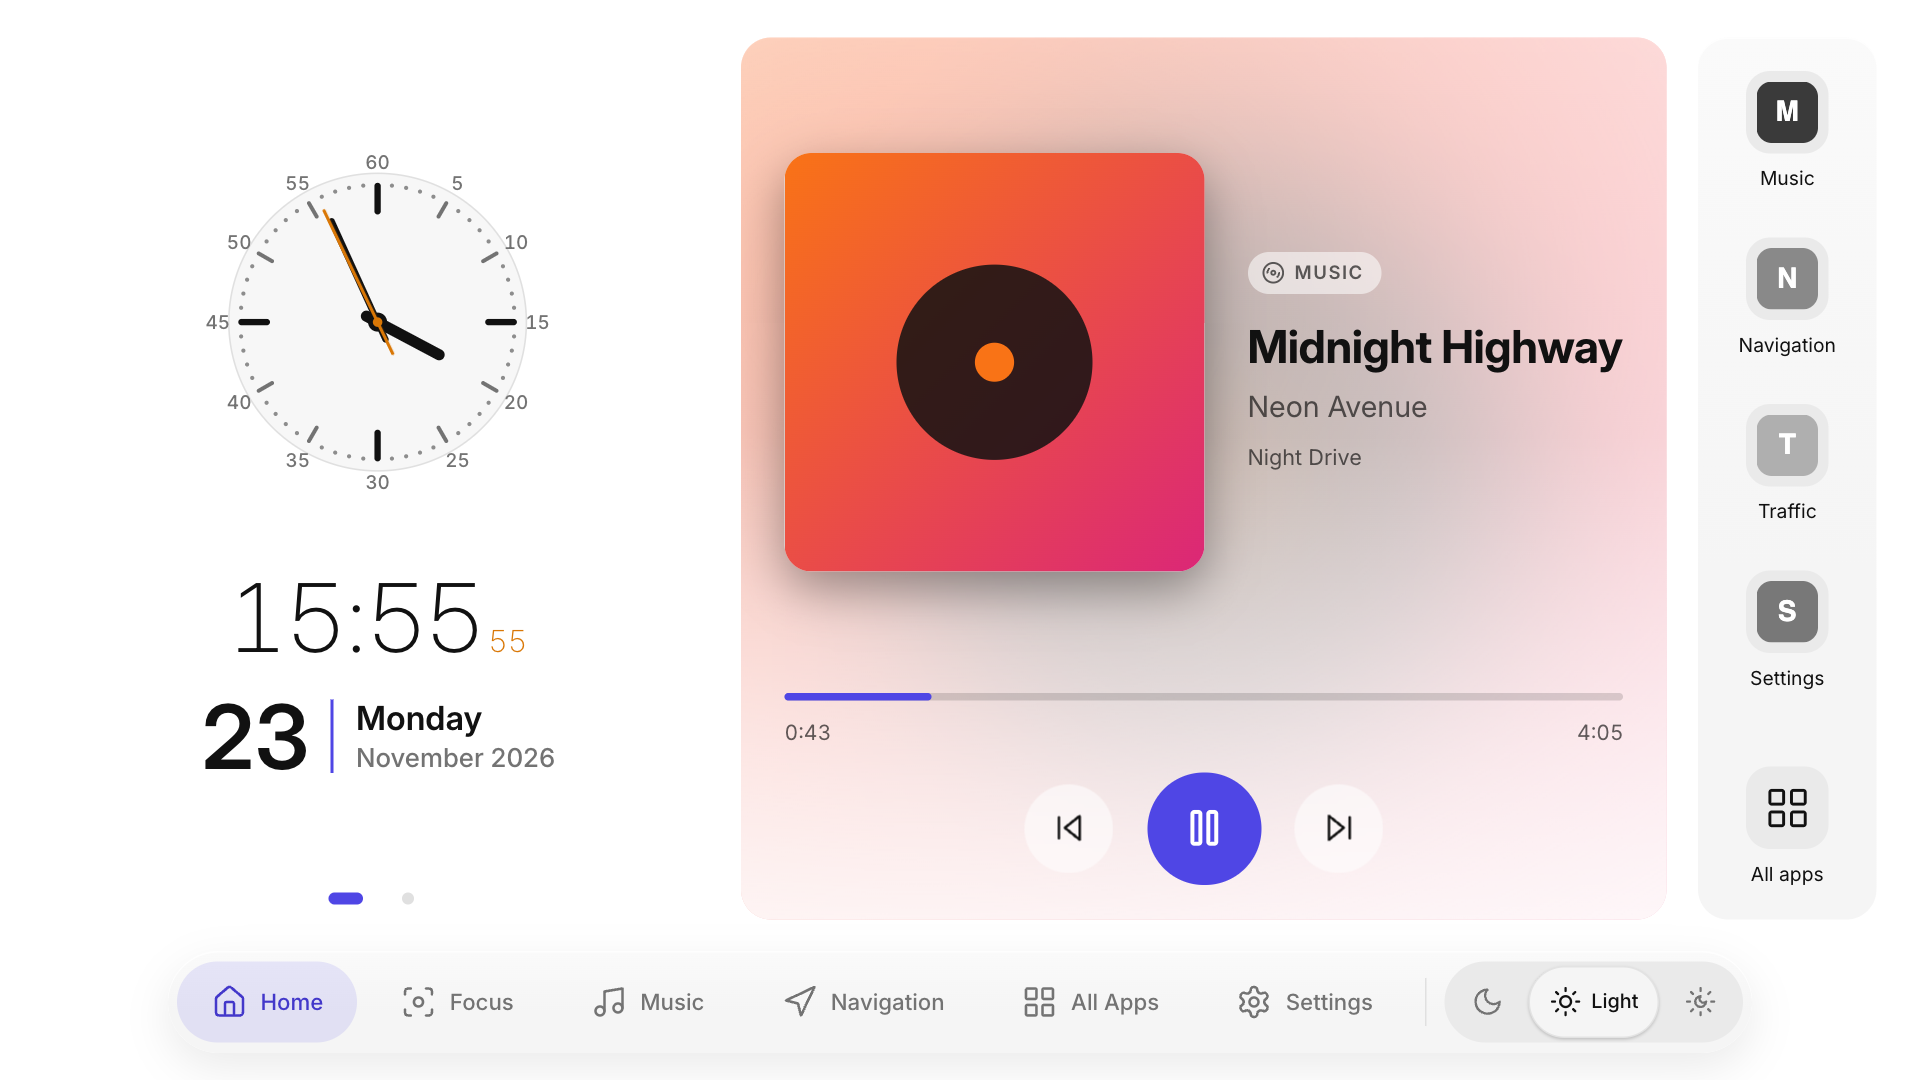 60
55
5
50
10
45
15
40
20
35
25
30
15:55 55
23
Monday
November 2026
MUSIC
Midnight Highway
Neon Avenue
Night Drive
0:43
4:05
M
Music
N
Navigation
T
Traffic
S
Settings
All apps
Home
Focus
Music
Navigation
All Apps
Settings
Light